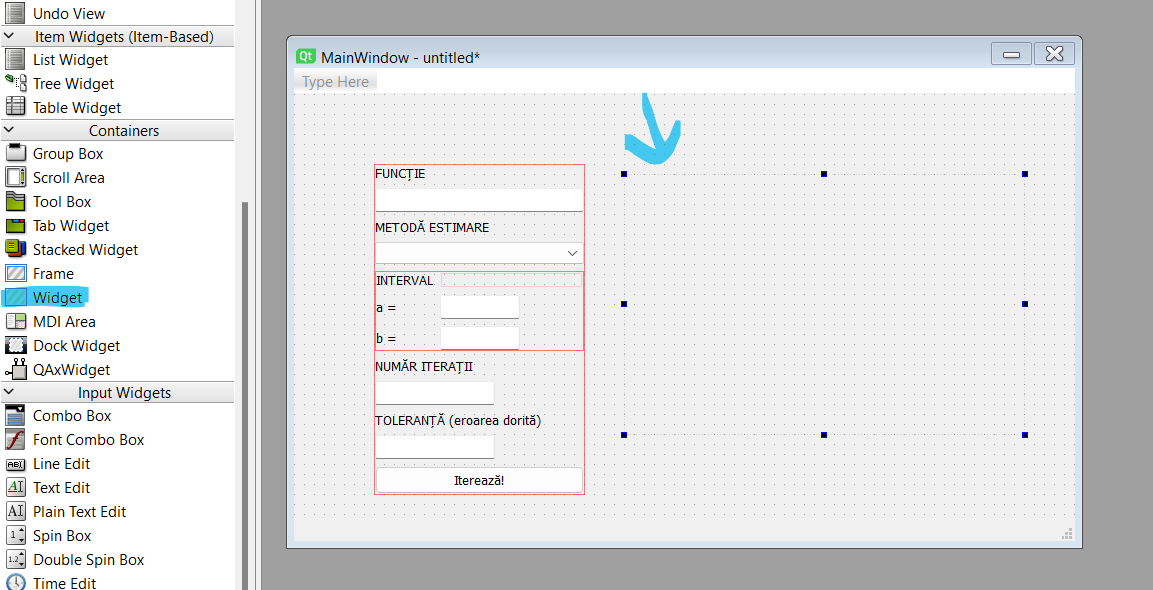 Undo View
Item Widgets (Item-Based)
List Widget
Tree Widget
Table Widget
Containers
Group Box
Scroll Area
Tool Box
Tab Widget
Stacked Widget
Frame
Widget
MDI Area
Dock Widget
QAxWidget
Input Widgets
Combo Box
Font Combo Box
Line Edit
Text Edit
Plain Text Edit
Spin Box
Double Spin Box
Time Edit
Qt MainWindow - untitled*
Type Here
FUNCȚIE
METODĂ ESTIMARE
INTERVAL
a =
b =
NUMĂR ITERAȚII
TOLERANȚĂ (eroarea dorită)
Iterează!